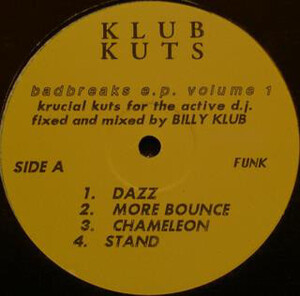 KLUB
KUTS
badbreaks e.p. volume 1
krucial kuts for the active d.j.
fixed and mixed by BILLY KLUB
SIDE A
FUNK
1. DAZZ
2. MORE BOUNCE
3. CHAMELEON
4. STAND